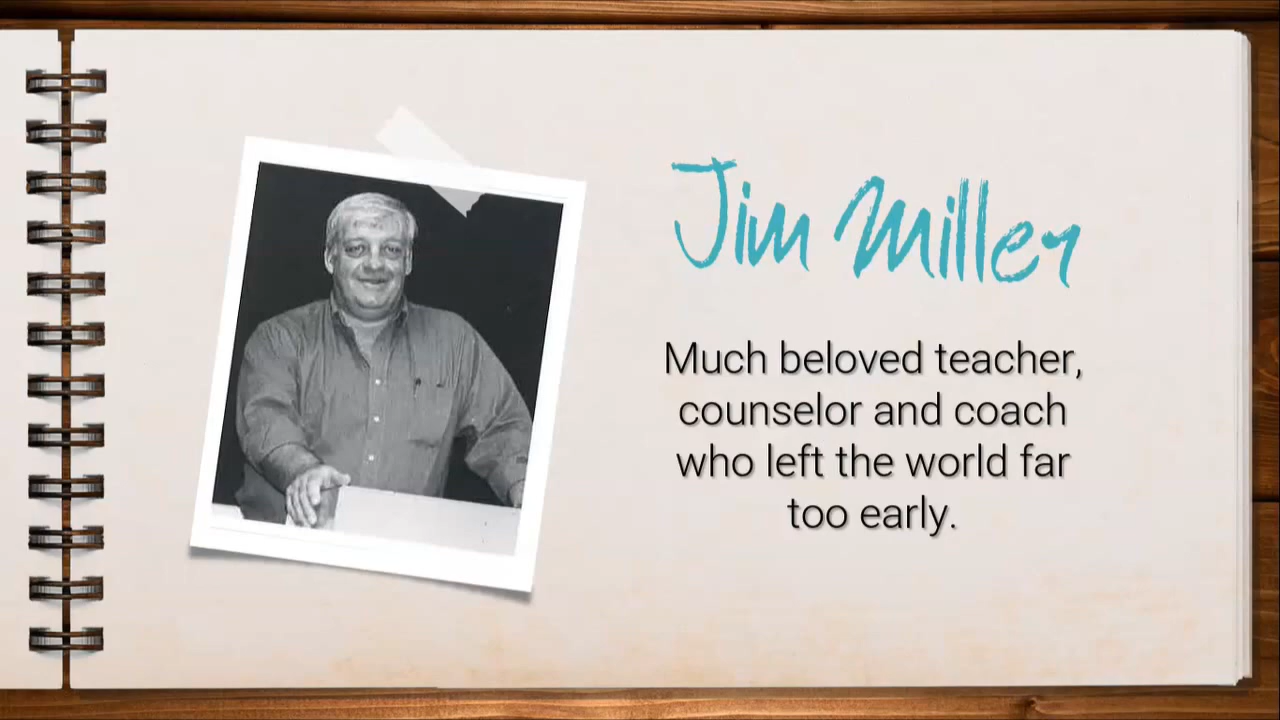 Jim Miller
Much beloved teacher,
counselor and coach
who left the world far
too early.